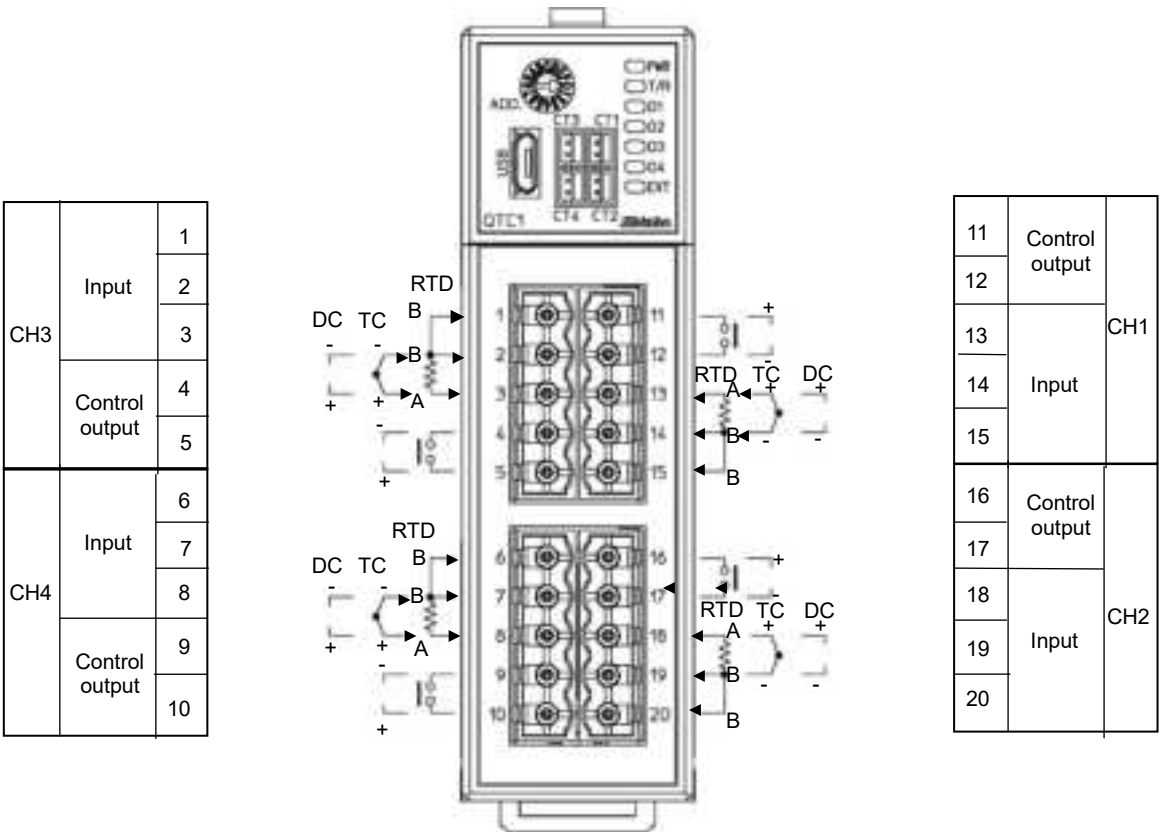 ADD.
PWR
T/R
O1
O2
O3
O4
EXT
CT3 CT1
USB
CT4 CT2
QTC1
CH3
Input
1
2
3
Control
output
4
5
CH4
Input
6
7
8
Control
output
9
10
RTD
B
DC TC
- - B
+ + A
-
+
RTD
B
DC TC
- - B
+ + A
-
+
1
2
3
4
5
6
7
8
9
10
11
12
13
14
15
16
17
18
19
20
+
-
RTD TC DC
A + +
B - -
B
+
-
RTD TC DC
A + +
B - -
B
11
12
Control
output
13
14
15
Input
CH1
16
17
Control
output
18
19
20
Input
CH2